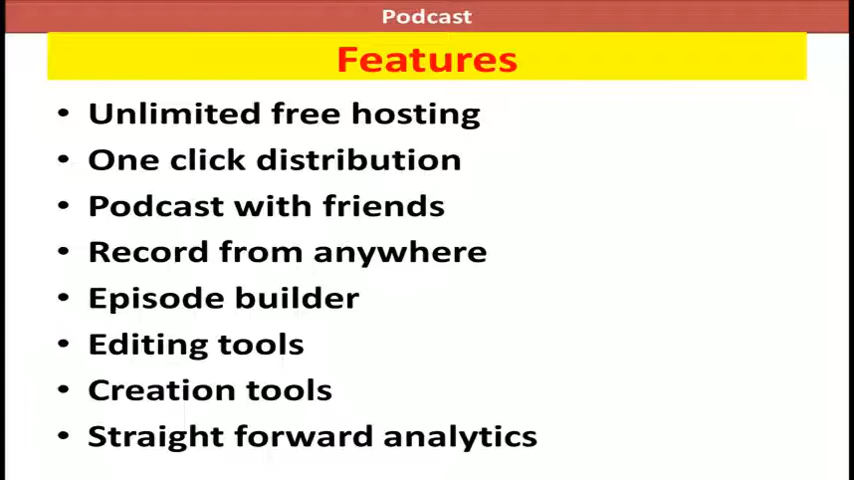 Podcast
Features
• Unlimited free hosting
• One click distribution
• Podcast with friends
• Record from anywhere
• Episode builder
• Editing tools
• Creation tools
• Straight forward analytics